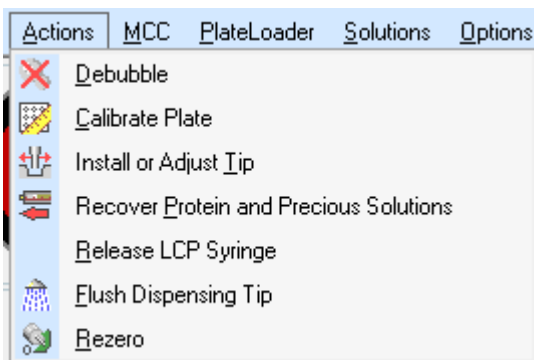 Actions MCC PlateLoader Solutions Options
Debubble
Calibrate Plate
Install or Adjust Tip
Recover Protein and Precious Solutions
Release LCP Syringe
Flush Dispensing Tip
Rezero